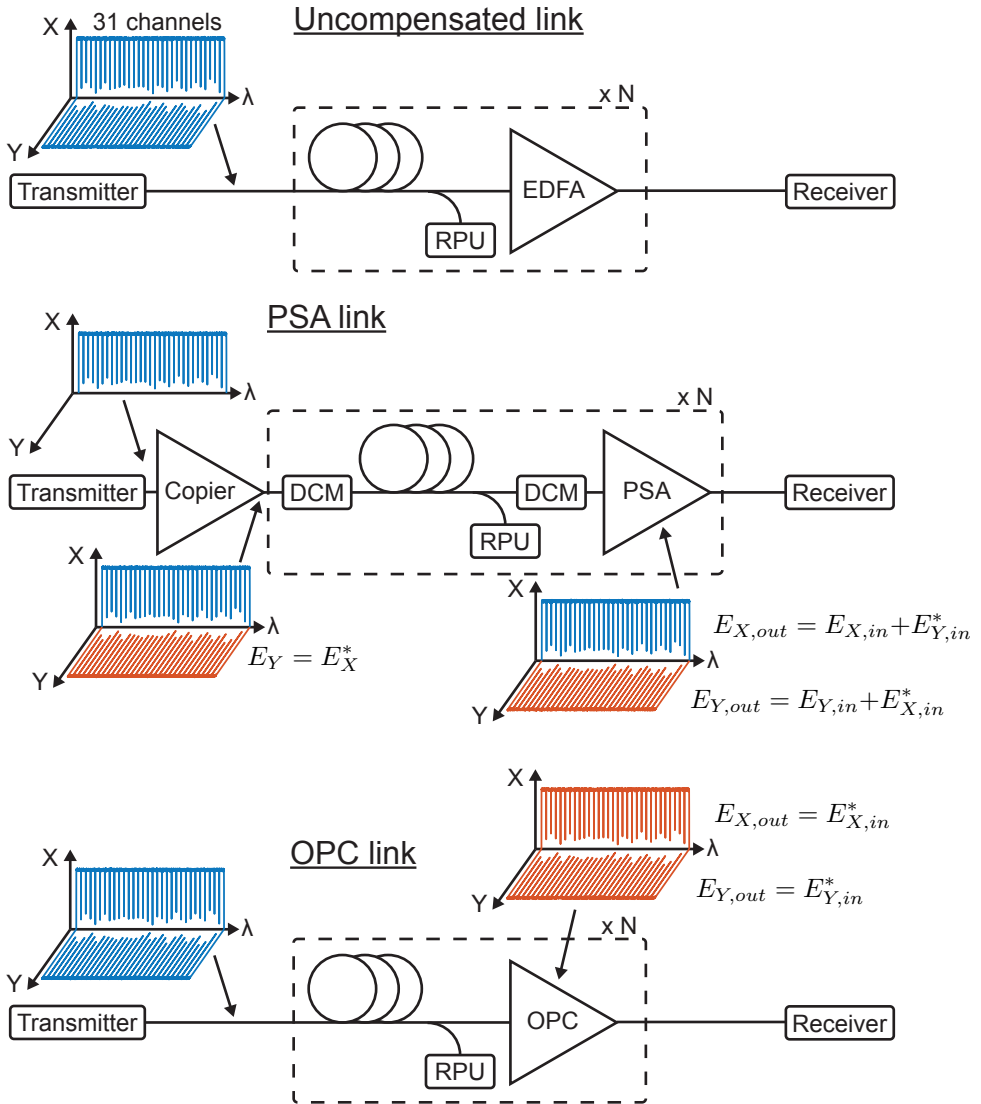 Uncompensated link
31 channels
X
λ
Y
x N
Transmitter
EDFA
RPU
Receiver
PSA link
X
λ
Y
x N
Transmitter
Copier
DCM
DCM
PSA
RPU
Receiver
X
λ
Y
E_Y = E_X^*
X
λ
Y
E_{X,out} = E_{X,in}+E_{Y,in}^*
E_{Y,out} = E_{Y,in}+E_{X,in}^*
OPC link
X
λ
Y
X
λ
Y
E_{X,out} = E_{X,in}^*
E_{Y,out} = E_{Y,in}^*
x N
Transmitter
OPC
RPU
Receiver